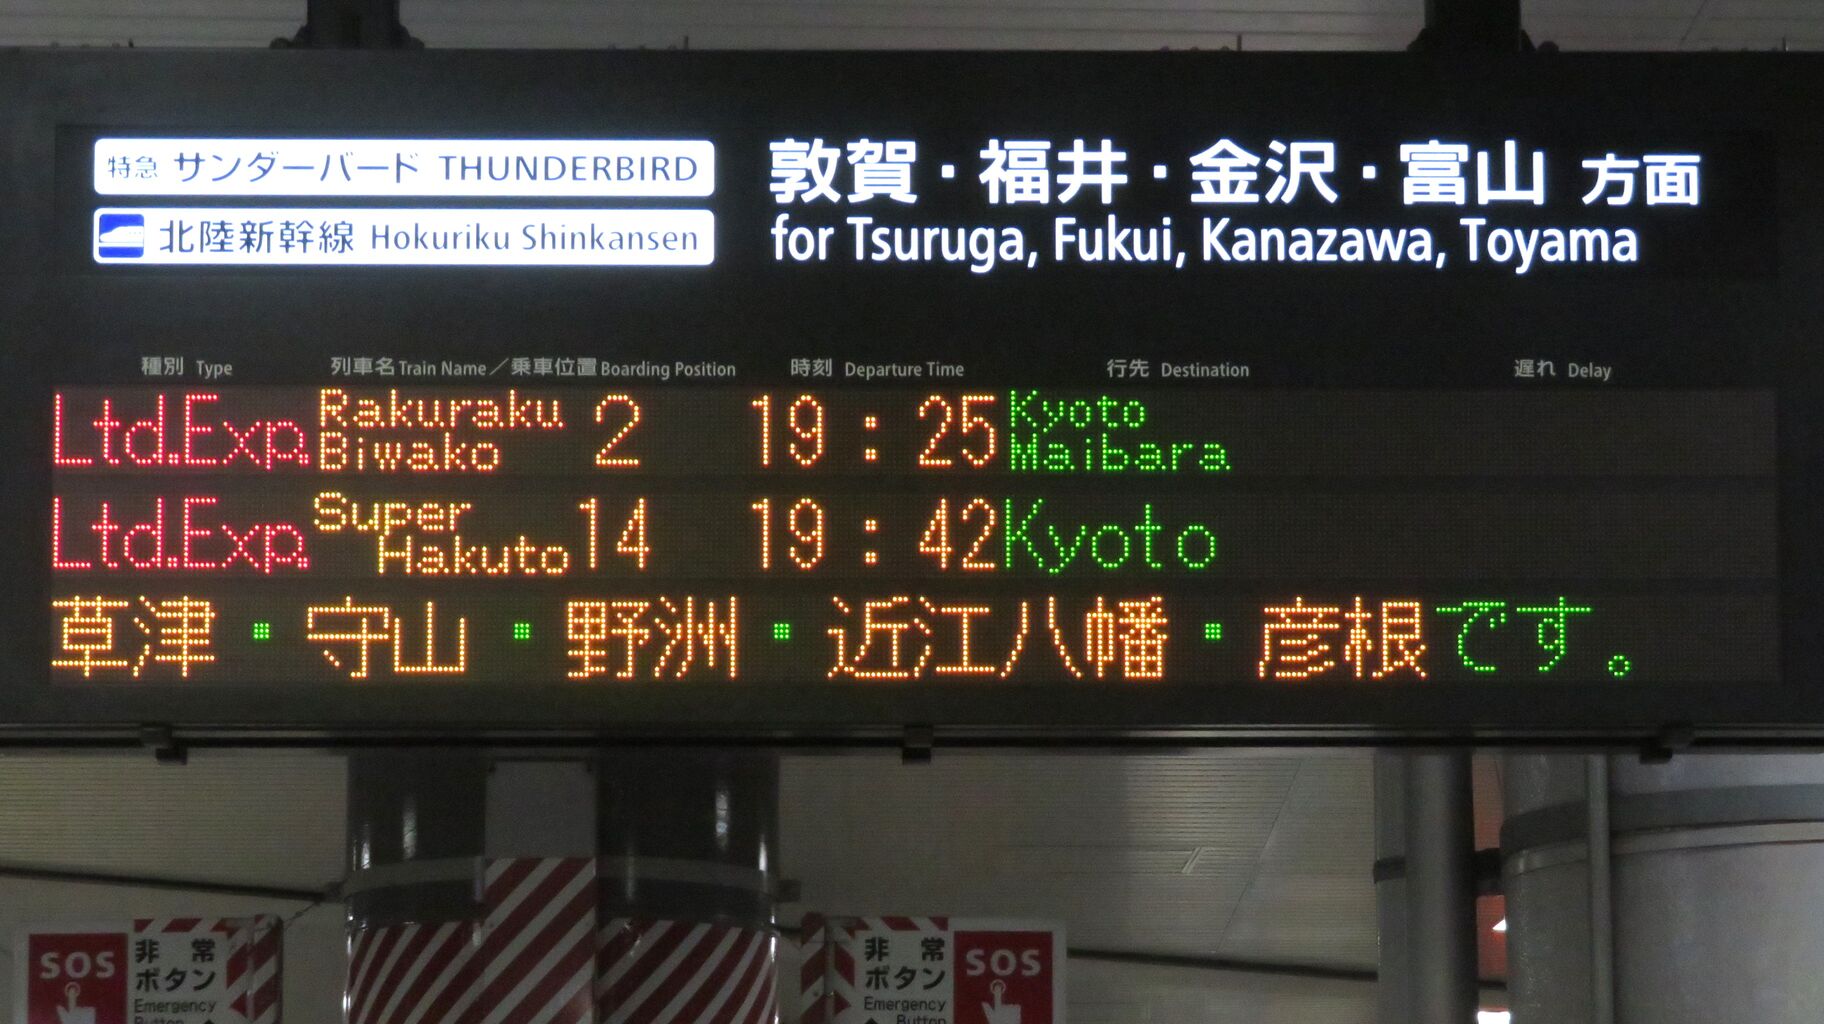 特急 サンダーバード THUNDERBIRD
北陸新幹線 Hokuriku Shinkansen
敦賀・福井・金沢・富山 方面
for Tsuruga, Fukui, Kanazawa, Toyama
種別 Type 列車名 Train Name／乗車位置 Boarding Position 時刻 Departure Time 行先 Destination 遅れ Delay
Ltd.Exp. Rakuraku Biwako 2 19:25 Kyoto Maibara
Ltd.Exp. Super Hakuto 14 19:42 Kyoto
草津・守山・野洲・近江八幡・彦根です。
SOS
非常
ボタン
Emergency
Button
非常
ボタン
Emergency
Button
SOS